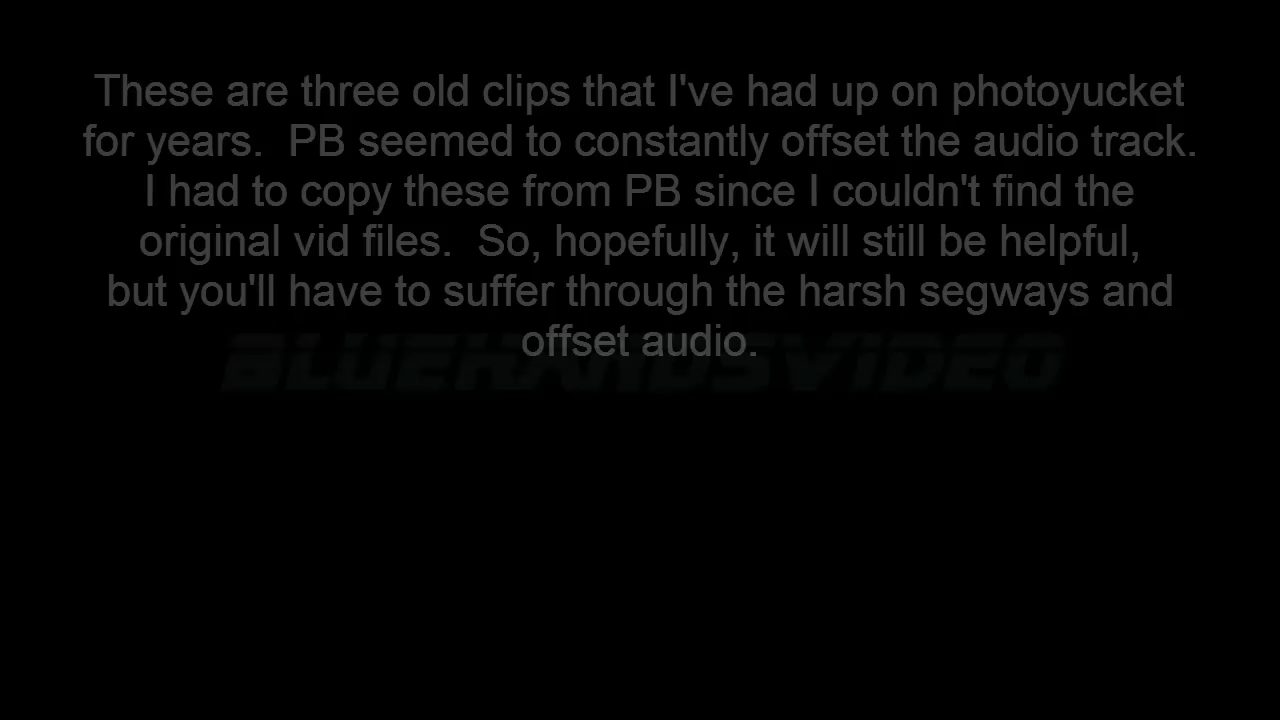 These are three old clips that I've had up on photoyucket
for years.  PB seemed to constantly offset the audio track.
I had to copy these from PB since I couldn't find the
original vid files.  So, hopefully, it will still be helpful,
but you'll have to suffer through the harsh segways and
offset audio.
BLUEHANDSVIDEO